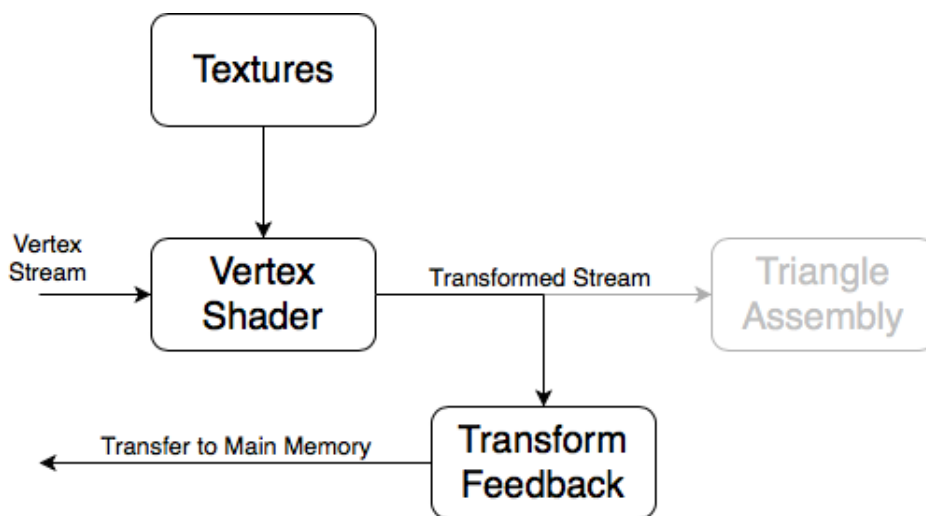 Textures
Vertex
Stream
Vertex
Shader
Transformed Stream
Triangle
Assembly
Transfer to Main Memory
Transform
Feedback